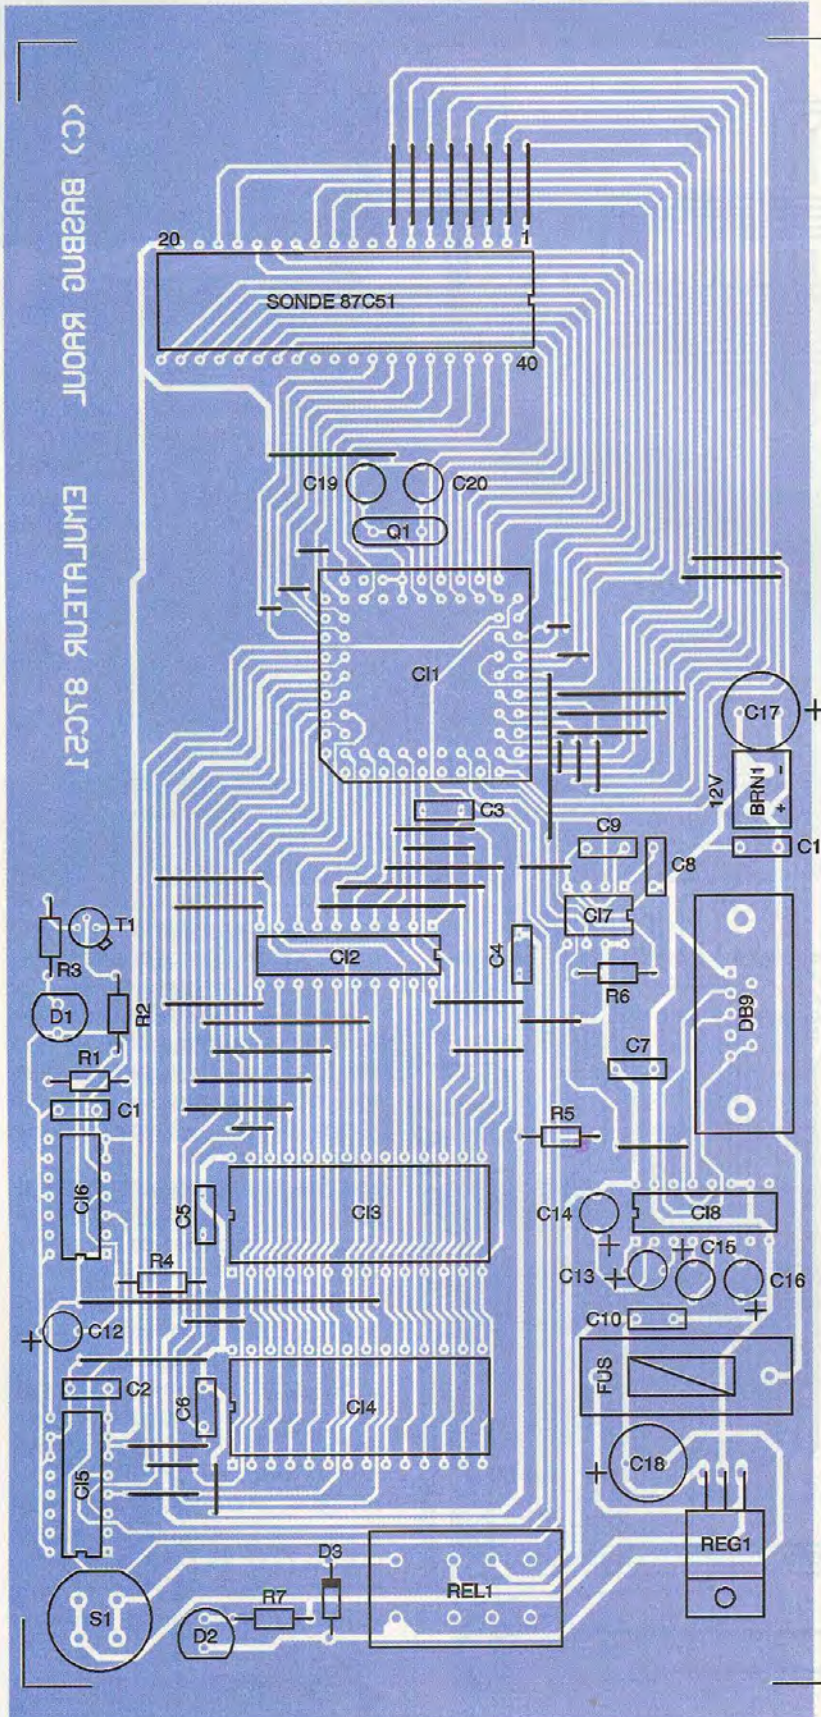 (C) BASBUG RAOUL EMULATEUR 87C51
20
1
SONDE 87C51
40
C19
C20
Q1
CI1
C17
+
12V
BRN1
-
+
C3
C9
C8
C1
T1
CI7
R3
CI2
C4
R6
D1
R2
DB9
C7
R1
C1
R5
CI6
C5
CI3
C14
CI8
+
+
C15
R4
C13
+
C16
+
C12
+
C10
FUS
C2
C6
CI4
CI5
C18
+
REG1
D3
REL1
S1
R7
D2